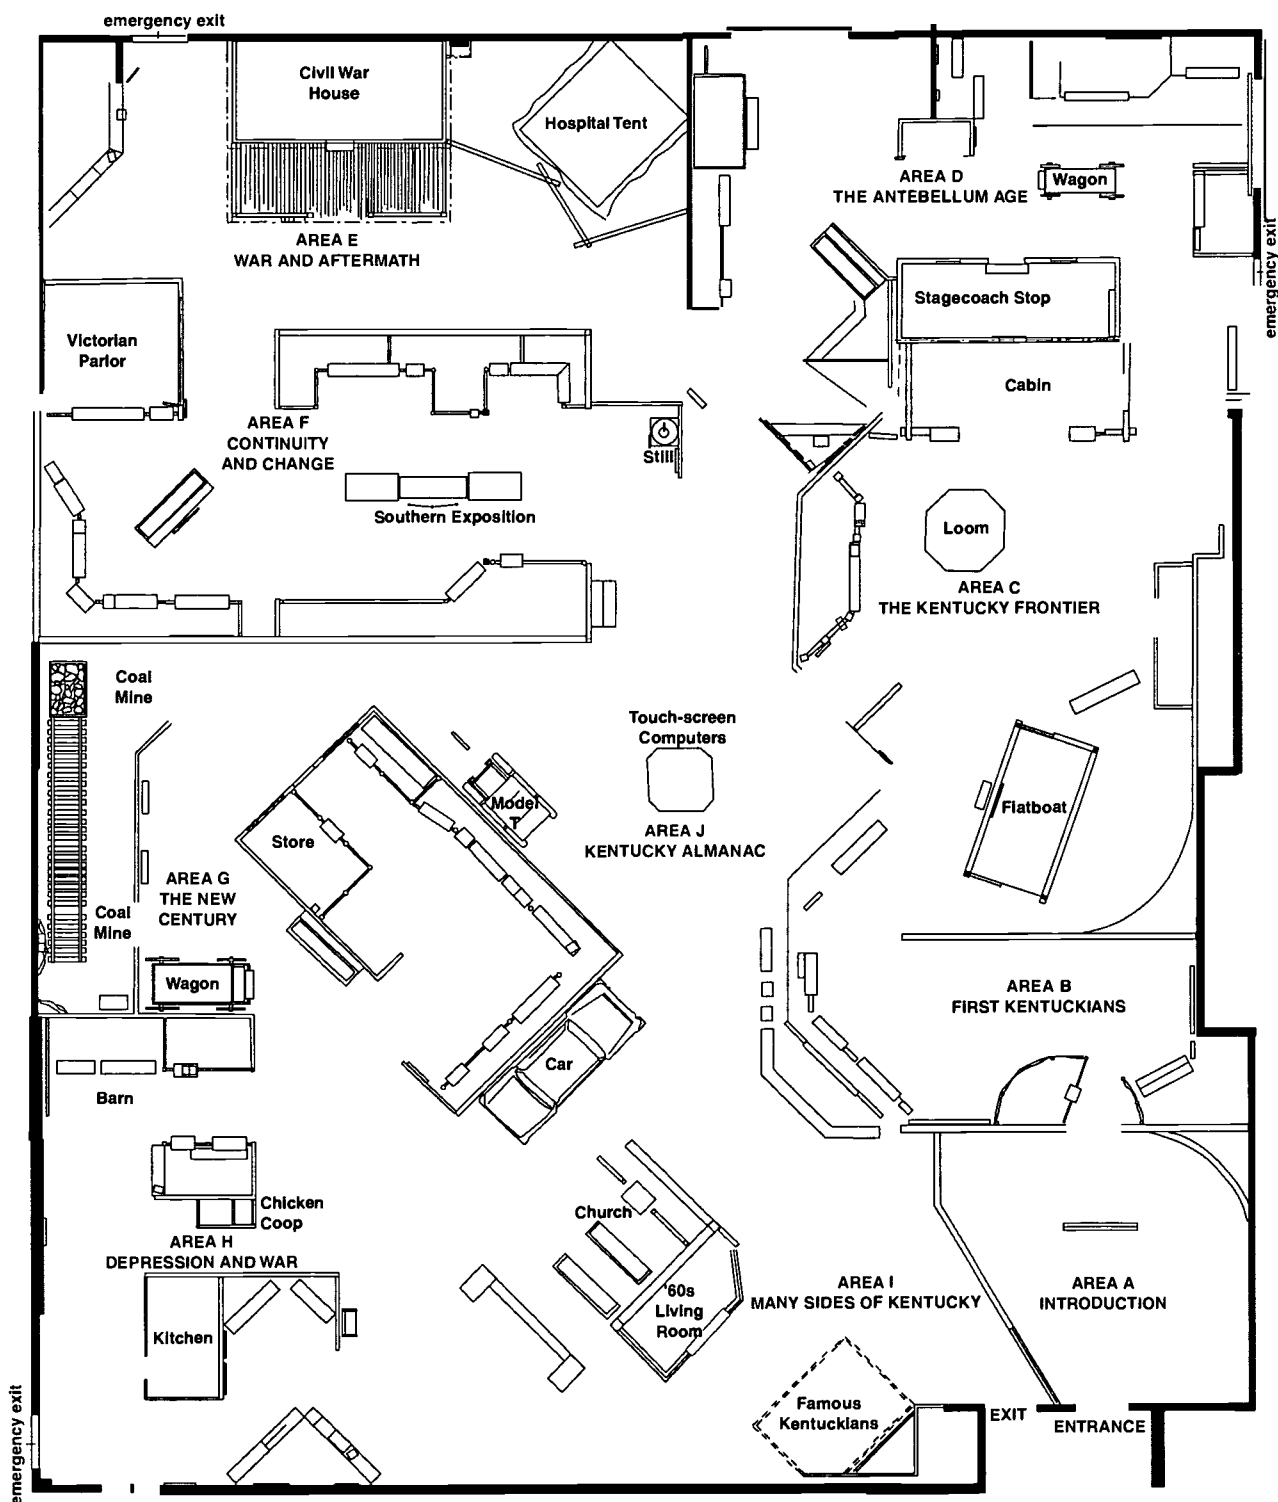 emergency exit
Civil War
House
Hospital Tent
AREA D
THE ANTEBELLUM AGE
Wagon
AREA E
WAR AND AFTERMATH
emergency exit
Stagecoach Stop
Victorian
Parlor
Cabin
AREA F
CONTINUITY
AND CHANGE
Still
Southern Exposition
Loom
AREA C
THE KENTUCKY FRONTIER
Coal
Mine
Touch-screen
Computers
Model
T
Flatboat
Store
AREA J
KENTUCKY ALMANAC
AREA G
THE NEW
CENTURY
Coal
Mine
Wagon
AREA B
FIRST KENTUCKIANS
Car
Barn
Chicken
Coop
Church
AREA H
DEPRESSION AND WAR
'60s
Living
Room
AREA I
MANY SIDES OF KENTUCKY
AREA A
INTRODUCTION
Kitchen
Famous
Kentuckians
EXIT
ENTRANCE
emergency exit